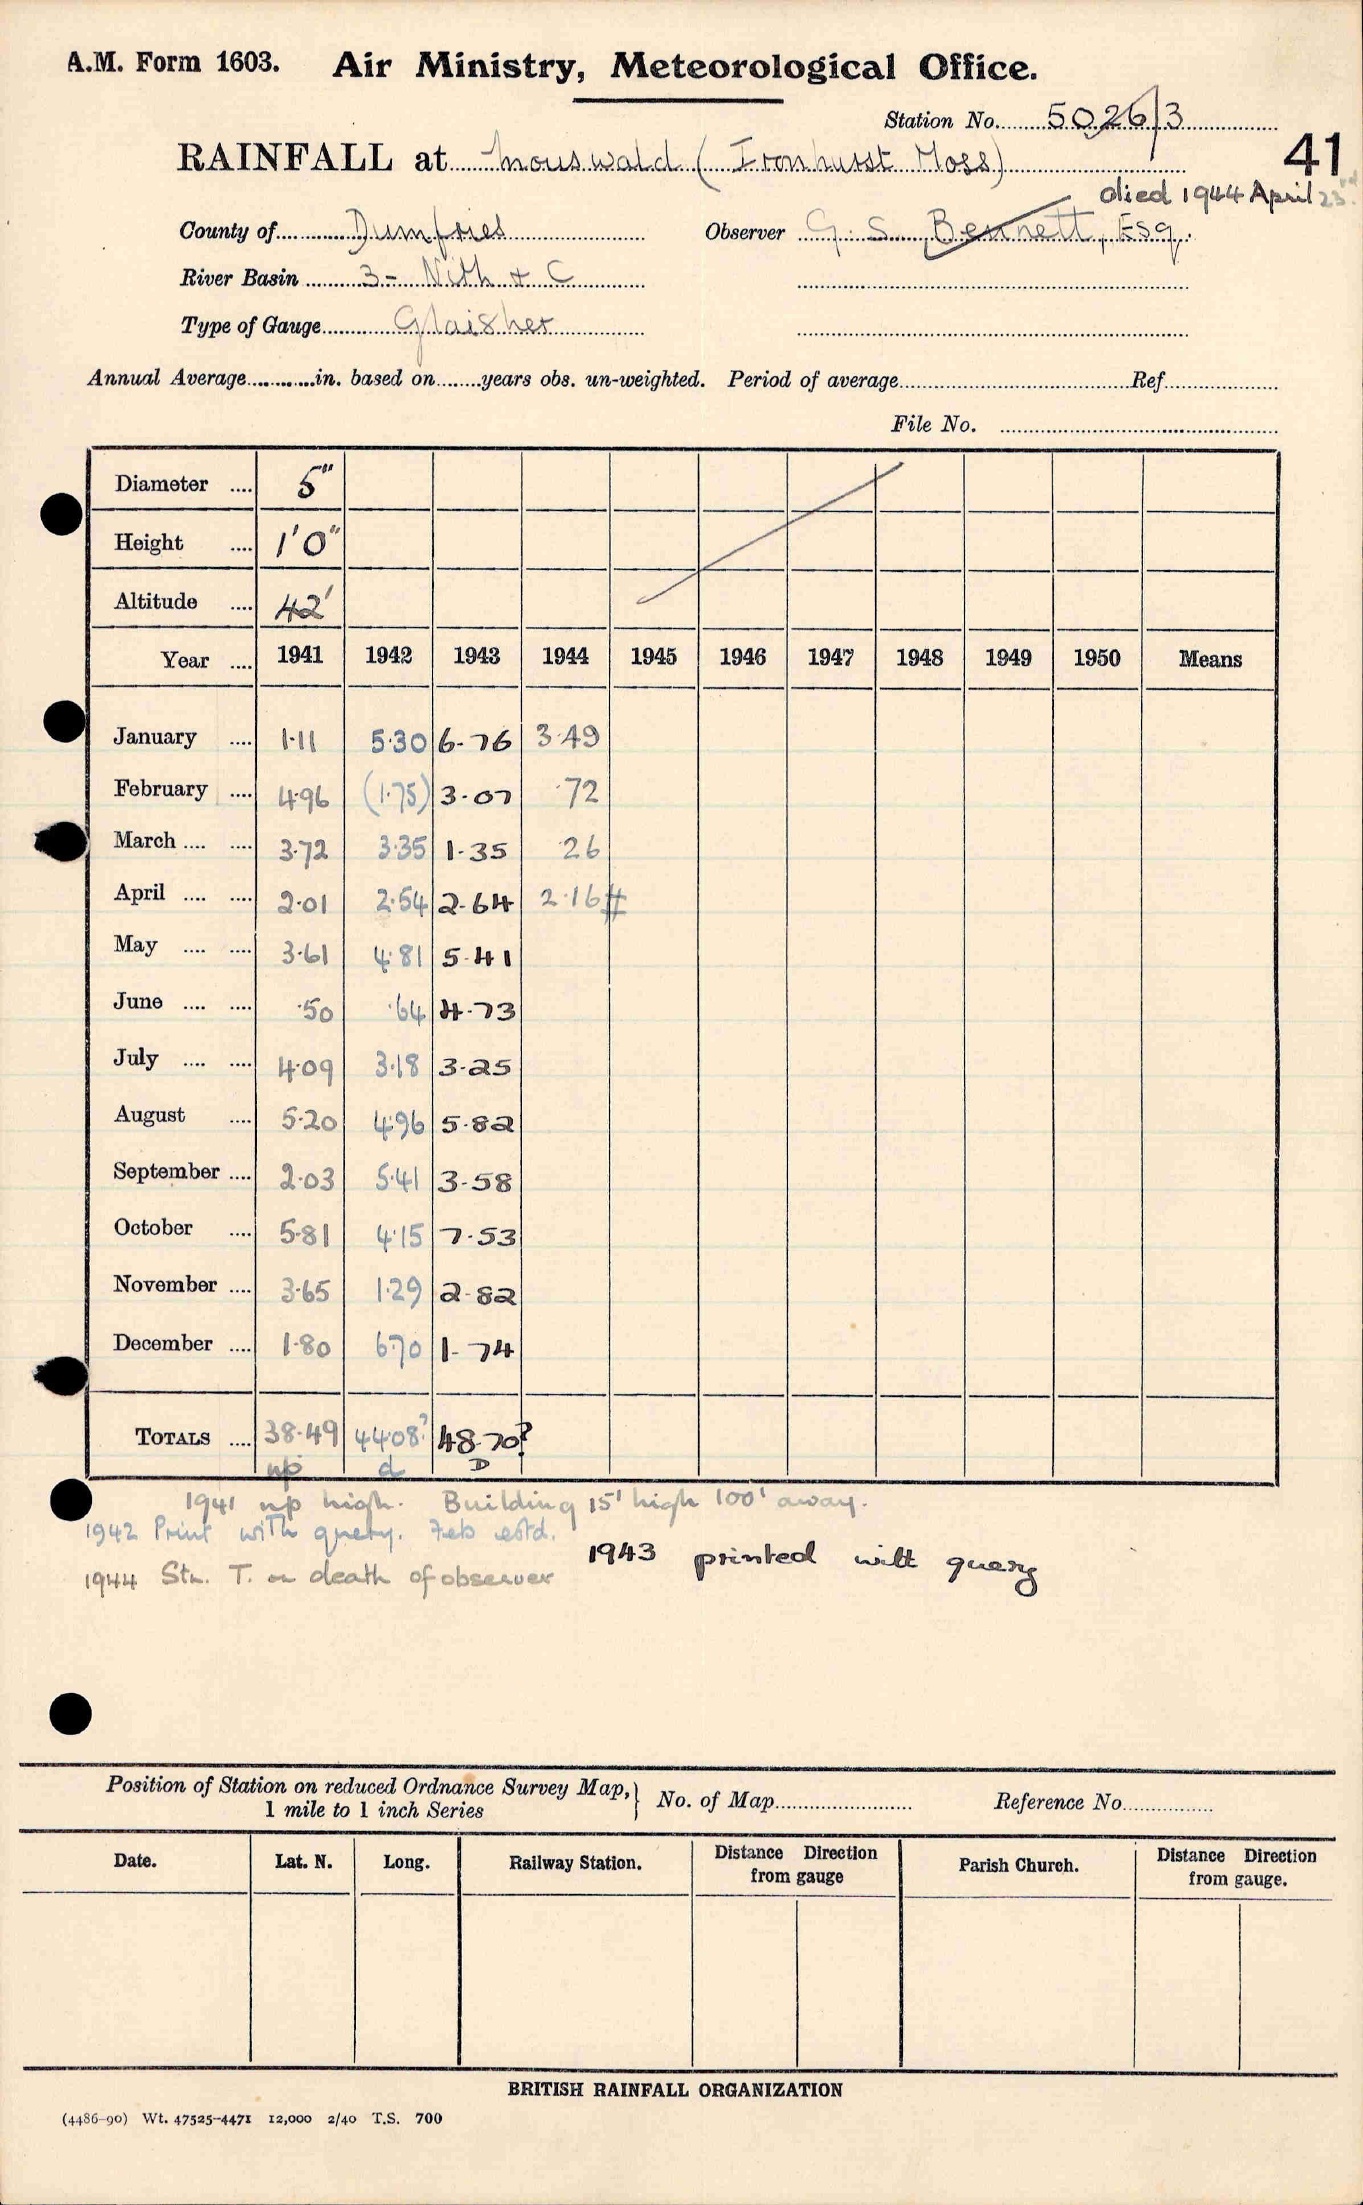 A.M. Form 1603. Air Ministry, Meteorological Office.
Station No. 5026/3
RAINFALL at Mouswald (Ironhurst Moss) 41
died 1944 April 23rd
County of Dumfries Observer G. S. Bennett, Esq.
River Basin 3- Nith & C
Type of Gauge Glaisher
Annual Average in. based on years obs. un-weighted. Period of average Ref.
File No.
Diameter 5"
Height 1'0"
Altitude 42'
Year 1941 1942 1943 1944 1945 1946 1947 1948 1949 1950 Means
January 1.11 5.30 6.76 3.49
February 4.96 (1.75) 3.07 .72
March 3.72 3.35 1.35 .26
April 2.01 2.54 2.64 2.16#
May 3.61 4.81 5.41
June .50 .64 4.73
July 4.09 3.18 3.25
August 5.20 4.96 5.82
September 2.03 5.41 3.58
October 5.81 4.15 7.53
November 3.65 1.29 2.82
December 1.80 6.70 1.74
TOTALS 38.49 44.08? 48.70?
np d D
1941 np high. Building 15' high 100' away.
1942 Print with query. Feb estd.
1943 printed with query
1944 Stn. T. on death of observer
Position of Station on reduced Ordnance Survey Map,
1 mile to 1 inch Series
No. of Map Reference No.
Date. Lat. N. Long. Railway Station. Distance Direction from gauge Parish Church. Distance Direction from gauge.
BRITISH RAINFALL ORGANIZATION
(4486-90) Wt. 47525-4471 12,000 2/40 T.S. 700